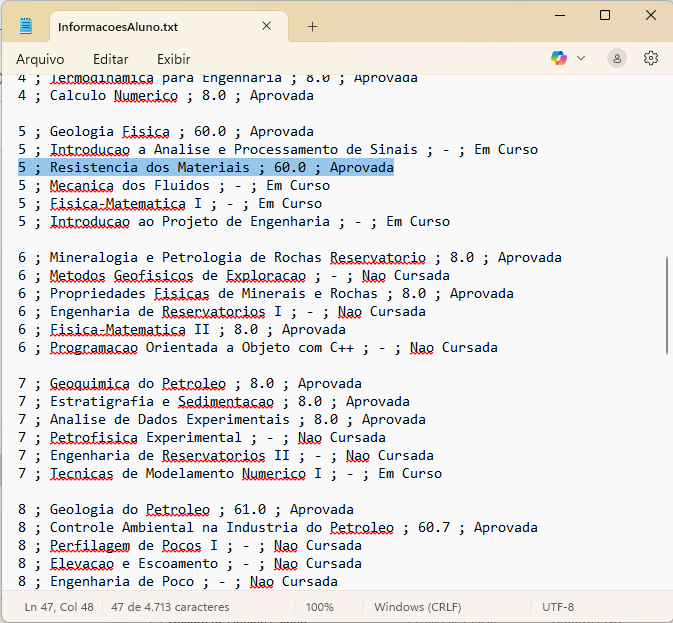 InformacoesAluno.txt
Arquivo Editar Exibir
4 ; Termodinamica para Engenharia ; 8.0 ; Aprovada
4 ; Calculo Numerico ; 8.0 ; Aprovada
5 ; Geologia Fisica ; 60.0 ; Aprovada
5 ; Introducao a Analise e Processamento de Sinais ; - ; Em Curso
5 ; Resistencia dos Materiais ; 60.0 ; Aprovada
5 ; Mecanica dos Fluidos ; - ; Em Curso
5 ; Fisica-Matematica I ; - ; Em Curso
5 ; Introducao ao Projeto de Engenharia ; - ; Em Curso
6 ; Mineralogia e Petrologia de Rochas Reservatorio ; 8.0 ; Aprovada
6 ; Metodos Geofisicos de Exploracao ; - ; Nao Cursada
6 ; Propriedades Fisicas de Minerais e Rochas ; 8.0 ; Aprovada
6 ; Engenharia de Reservatorios I ; - ; Nao Cursada
6 ; Fisica-Matematica II ; 8.0 ; Aprovada
6 ; Programacao Orientada a Objeto com C++ ; - ; Nao Cursada
7 ; Geoquimica do Petroleo ; 8.0 ; Aprovada
7 ; Estratigrafia e Sedimentacao ; 8.0 ; Aprovada
7 ; Analise de Dados Experimentais ; 8.0 ; Aprovada
7 ; Petrofisica Experimental ; - ; Nao Cursada
7 ; Engenharia de Reservatorios II ; - ; Nao Cursada
7 ; Tecnicas de Modelamento Numerico I ; - ; Em Curso
8 ; Geologia do Petroleo ; 61.0 ; Aprovada
8 ; Controle Ambiental na Industria do Petroleo ; 60.7 ; Aprovada
8 ; Perfilagem de Pocos I ; - ; Nao Cursada
8 ; Elevacao e Escoamento ; - ; Nao Cursada
8 ; Engenharia de Poco ; - ; Nao Cursada
Ln 47, Col 48 47 de 4.713 caracteres 100% Windows (CRLF) UTF-8